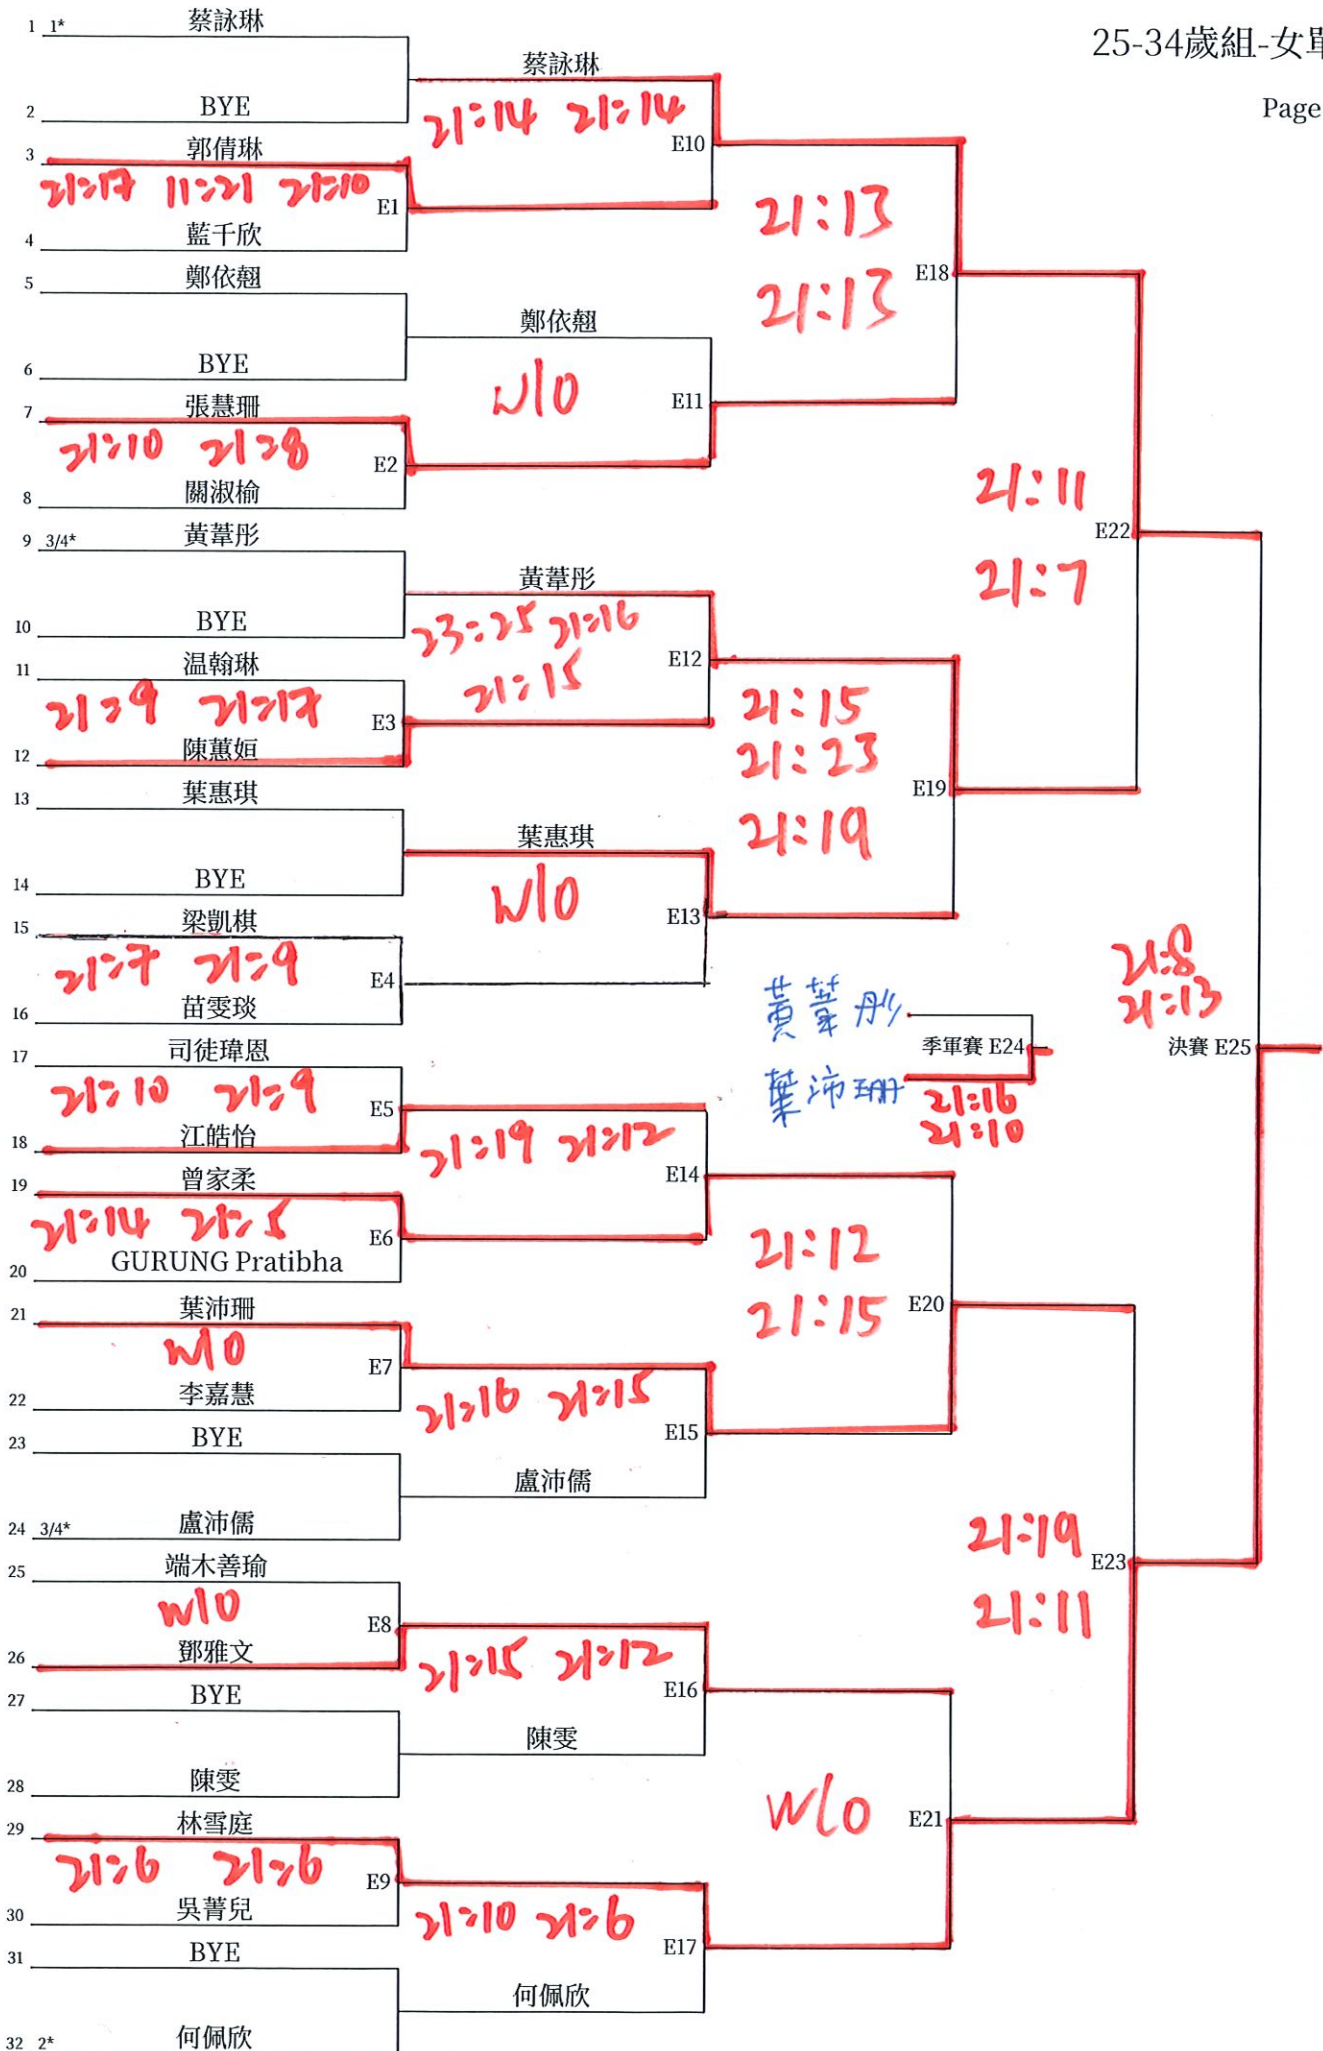 25-34歲組-女單
Page
1 1* 蔡詠琳
蔡詠琳
2 BYE
21:14 21:14
E10
3 郭倩琳
21:17 11:21 21:10
E1
4 藍千欣
21:13
21:13
E18
5 鄭依翹
鄭依翹
6 BYE
W/O
E11
7 張慧珊
21:10 21:8
E2
8 關淑榆
21:11
21:7
E22
9 3/4* 黃葦彤
黃葦彤
10 BYE
23:25 21:16
21:15
E12
11 温翰琳
21:9 21:17
E3
12 陳蕙姮
21:15
21:23
21:19
E19
13 葉惠琪
葉惠琪
14 BYE
W/O
E13
15 梁凱棋
21:7 21:9
E4
16 苗雯琰
黃葦彤
季軍賽 E24
葉沛珊
21:16
21:10
21:8
21:13
決賽 E25
17 司徒瑋恩
21:10 21:9
E5
18 江皓怡
21:19 21:12
E14
19 曾家柔
21:14 21:5
E6
20 GURUNG Pratibha
21:12
21:15
E20
21 葉沛珊
W/O
E7
22 李嘉慧
21:16 21:15
E15
23 BYE
盧沛儒
24 3/4* 盧沛儒
21:19
21:11
E23
25 端木善瑜
W/O
E8
26 鄧雅文
21:15 21:12
E16
27 BYE
陳雯
28 陳雯
W/O
E21
29 林雪庭
21:6 21:6
E9
30 吳菁兒
21:10 21:6
E17
31 BYE
何佩欣
32 2* 何佩欣